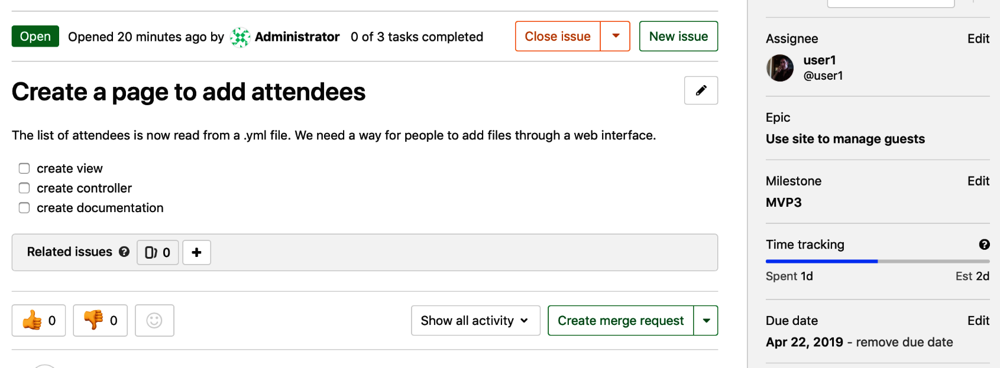 Open Opened 20 minutes ago by Administrator 0 of 3 tasks completed Close issue New issue
Create a page to add attendees
The list of attendees is now read from a .yml file. We need a way for people to add files through a web interface.
create view
create controller
create documentation
Related issues 0
0 0 Show all activity Create merge request
Assignee Edit
user1
@user1
Epic
Use site to manage guests
Milestone Edit
MVP3
Time tracking
Spent 1d Est 2d
Due date Edit
Apr 22, 2019 - remove due date